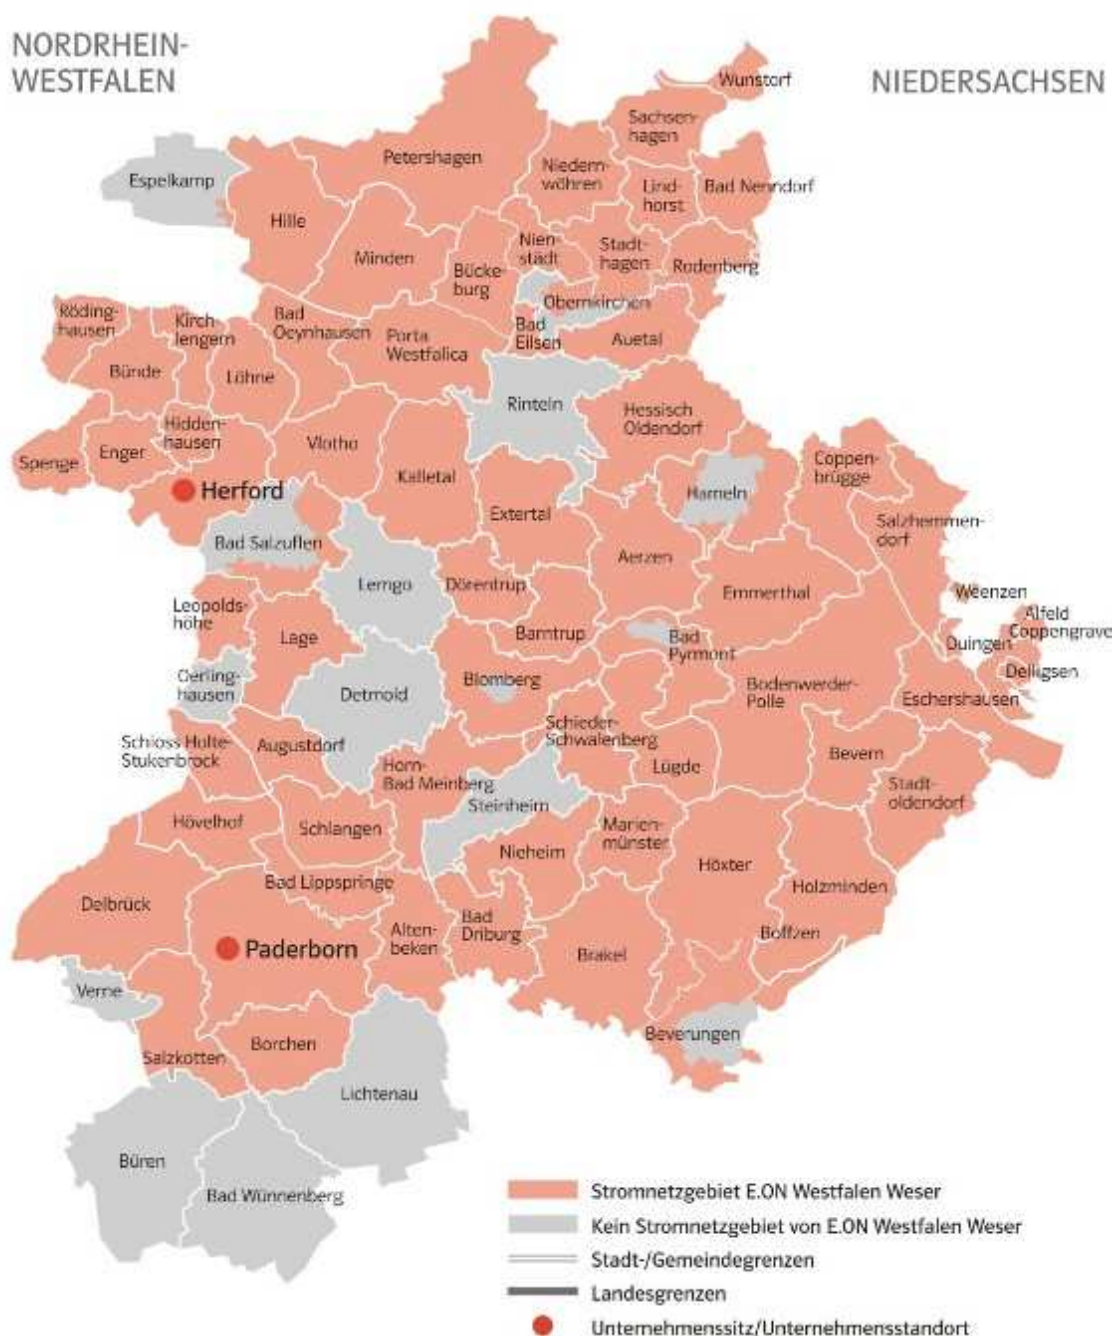 NORDRHEIN-
WESTFALEN
NIEDERSACHSEN
Wunstorf
Sachsen-
hagen
Petershagen
Niedern-
wöhren
Lind-
horst
Bad Nenndorf
Espelkamp
Hille
Minden
Bücke-
burg
Nien-
städt
Stadt-
hagen
Rodenberg
Obernkirchen
Bad
Eilsen
Auetal
Röding-
hausen
Kirch-
lengern
Bad
Oeynhausen
Porta
Westfalica
Bünde
Löhne
Rinteln
Hessisch
Oldendorf
Spenge
Enger
Hidden-
hausen
Vlotho
Kalletal
Coppen-
brügge
Herford
Extertal
Hameln
Salzhemmen-
dorf
Bad Salzuflen
Lemgo
Dörentrup
Aerzen
Emmerthal
Weenzen
Leopolds-
höhe
Lage
Barntrup
Bad
Pyrmont
Alfeld
Coppengrave
Duingen
Delligsen
Oerling-
hausen
Detmold
Blomberg
Bodenwerder-
Polle
Eschershausen
Schloss Holte-
Stukenbrock
Augustdorf
Schieder-
Schwalenberg
Lügde
Bevern
Horn-
Bad Meinberg
Stadt-
oldendorf
Steinheim
Hövelhof
Schlangen
Nieheim
Marien-
münster
Höxter
Holzminden
Bad Lippspringe
Delbrück
Alten-
beken
Bad
Driburg
Boffzen
Paderborn
Brakel
Verne
Beverungen
Salzkotten
Borchen
Lichtenau
Büren
Bad Wünnenberg
Stromnetzgebiet E.ON Westfalen Weser
Kein Stromnetzgebiet von E.ON Westfalen Weser
Stadt-/Gemeindegrenzen
Landesgrenzen
Unternehmenssitz/Unternehmensstandort